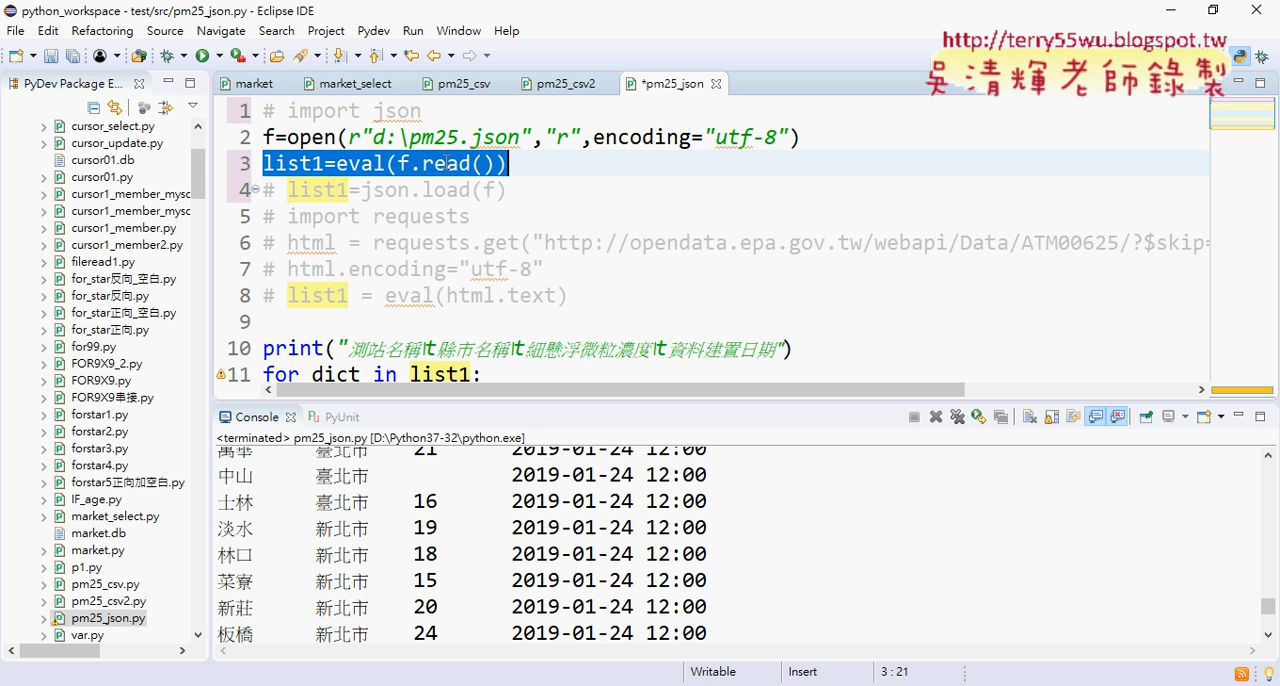 python_workspace - test/src/pm25_json.py - Eclipse IDE
File Edit Refactoring Source Navigate Search Project Pydev Run Window Help
http://terry55wu.blogspot.tw
吳清輝老師錄製
PyDev Package E...
market
market_select
pm25_csv
pm25_csv2
*pm25_json
cursor_select.py
cursor_update.py
cursor01.db
cursor01.py
cursor1_member_mysc
cursor1_member_mysc
cursor1_member.py
cursor1_member2.py
fileread1.py
for_star反向_空白.py
for_star反向.py
for_star正向_空白.py
for_star正向.py
for99.py
FOR9X9_2.py
FOR9X9.py
FOR9X9串接.py
forstar1.py
forstar2.py
forstar3.py
forstar4.py
forstar5正向加空白.py
IF_age.py
market_select.py
market.db
market.py
p1.py
pm25_csv.py
pm25_csv2.py
pm25_json.py
var.py
1 # import json
2 f=open(r"d:\pm25.json","r",encoding="utf-8")
3 list1=eval(f.read())
4 # list1=json.load(f)
5 # import requests
6 # html = requests.get("http://opendata.epa.gov.tw/webapi/Data/ATM00625/?$skip=
7 # html.encoding="utf-8"
8 # list1 = eval(html.text)
9
10 print("測站名稱\t縣市名稱\t細懸浮微粒濃度\t資料建置日期")
11 for dict in list1:
Console
PyUnit
<terminated> pm25_json.py [D:\Python37-32\python.exe]
萬華 臺北市 21 2019-01-24 12:00
中山 臺北市 2019-01-24 12:00
士林 臺北市 16 2019-01-24 12:00
淡水 新北市 19 2019-01-24 12:00
林口 新北市 18 2019-01-24 12:00
菜寮 新北市 15 2019-01-24 12:00
新莊 新北市 20 2019-01-24 12:00
板橋 新北市 24 2019-01-24 12:00
Writable
Insert
3 : 21